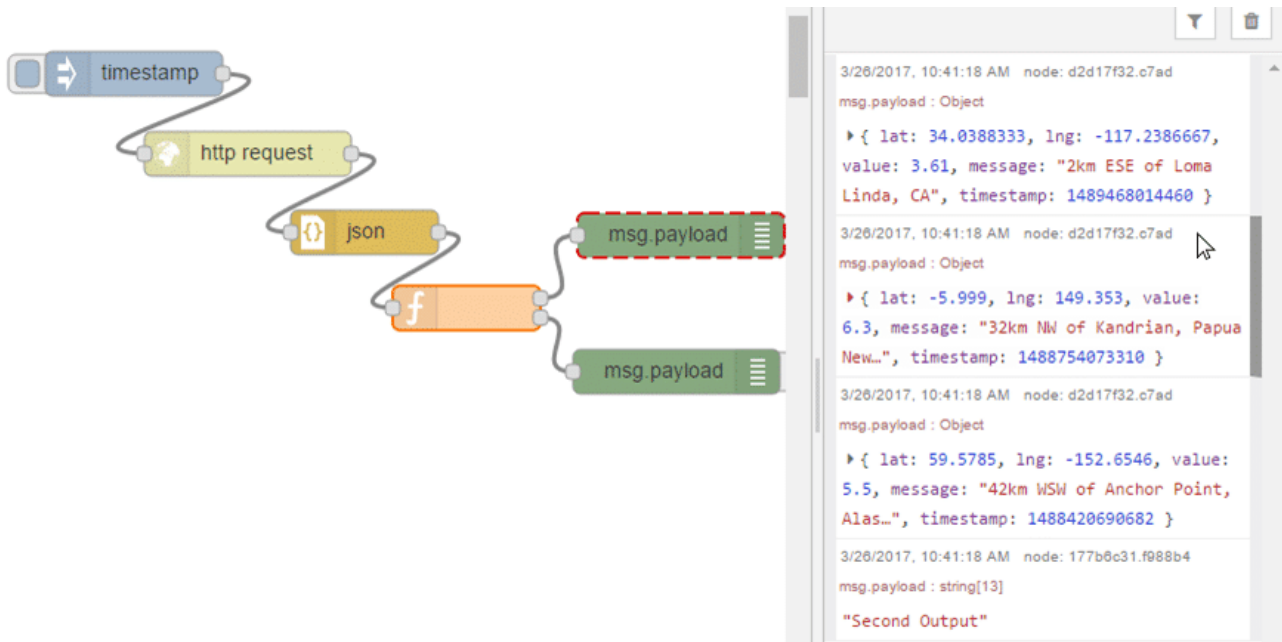 timestamp
http request
json
msg.payload
msg.payload
3/26/2017, 10:41:18 AM node: d2d17f32.c7ad
msg.payload : Object
{ lat: 34.0388333, lng: -117.2386667,
value: 3.61, message: "2km ESE of Loma
Linda, CA", timestamp: 1489468014460 }
3/26/2017, 10:41:18 AM node: d2d17f32.c7ad
msg.payload : Object
{ lat: -5.999, lng: 149.353, value:
6.3, message: "32km NW of Kandrian, Papua
New…", timestamp: 1488754073310 }
3/26/2017, 10:41:18 AM node: d2d17f32.c7ad
msg.payload : Object
{ lat: 59.5785, lng: -152.6546, value:
5.5, message: "42km WSW of Anchor Point,
Alas…", timestamp: 1488420690682 }
3/26/2017, 10:41:18 AM node: 177b6c31.f988b4
msg.payload : string[13]
"Second Output"